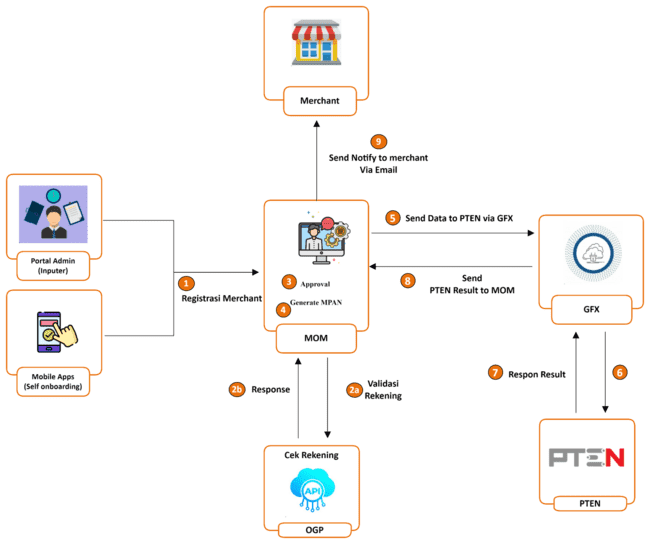 Merchant
9
Send Notify to merchant
Via Email
Portal Admin
(Inputer)
1
Registrasi Merchant
Mobile Apps
(Self onboarding)
3 Approval
4 Generate MPAN
MOM
5 Send Data to PTEN via GFX
8 Send
PTEN Result to MOM
GFX
2b Response
2a Validasi
Rekening
7 Respon Result
6
Cek Rekening
API
OGP
PTEN
PTEN